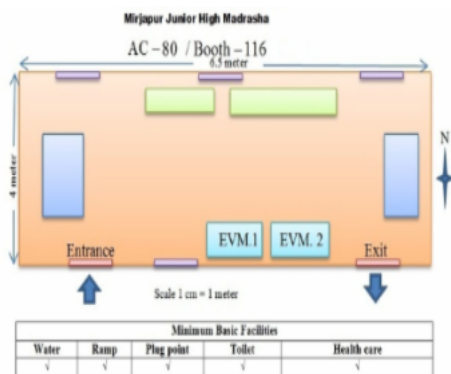 Mirjapur Junior High Madrasha
AC – 80 / Booth – 116
6.5 meter
4 meter
N
EVM.1 EVM. 2
Entrance Exit
Scale 1 cm = 1 meter
Minimum Basic Facilities
Water Ramp Plug point Toilet Health care
√ √ √ √ √